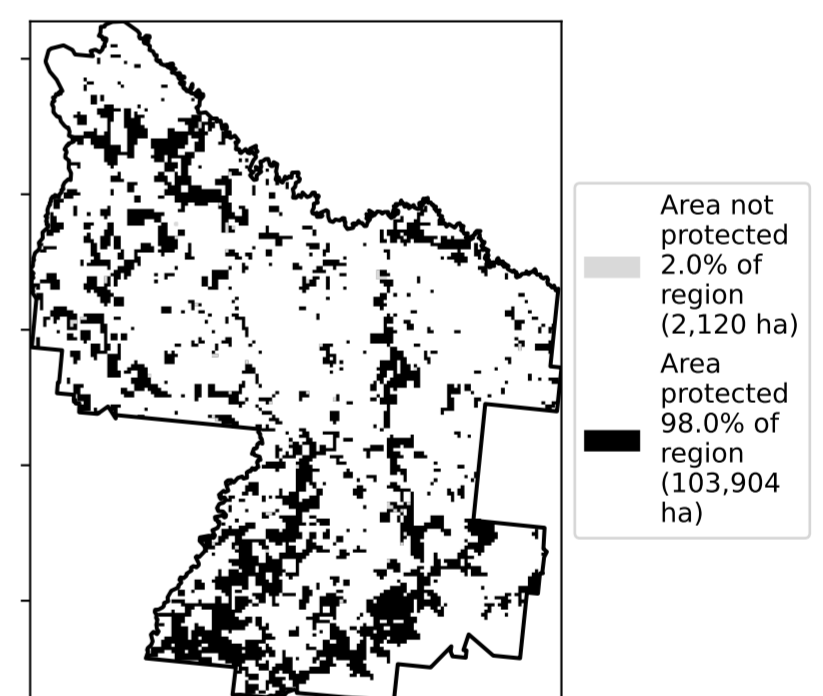 Area not
protected
2.0% of
region
(2,120 ha)
Area
protected
98.0% of
region
(103,904
ha)